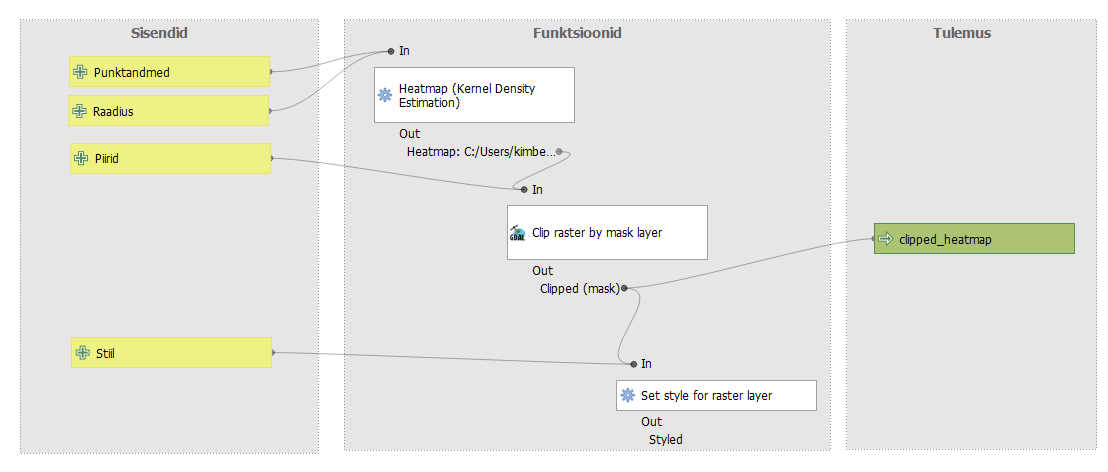 Sisendid
Punktandmed
Raadius
Piirid
Stiil
Funktsioonid
In
Heatmap (Kernel Density
Estimation)
Out
Heatmap: C:/Users/kimbe...
In
GDAL
Clip raster by mask layer
Out
Clipped (mask)
In
Set style for raster layer
Out
Styled
Tulemus
clipped_heatmap